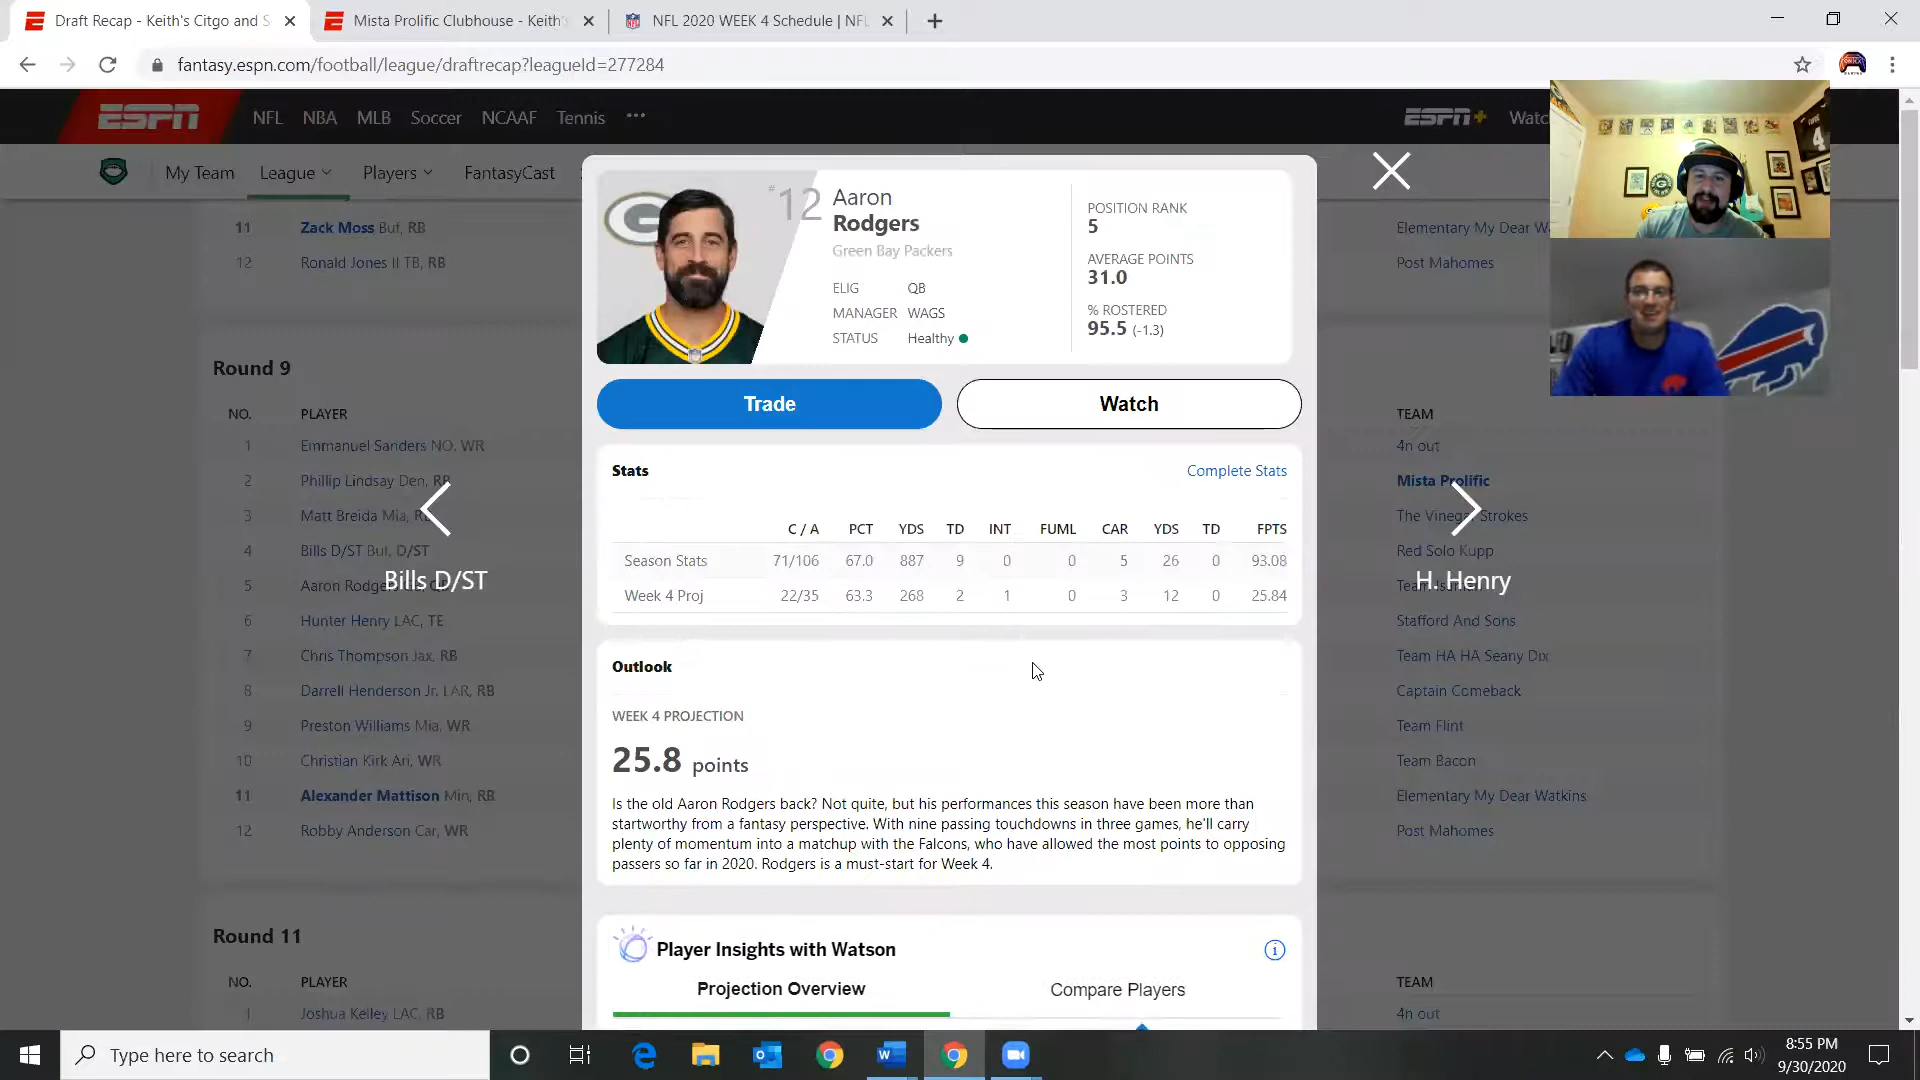 Draft Recap - Keith's Citgo and S
Mista Prolific Clubhouse - Keith'
NFL 2020 WEEK 4 Schedule | NFL
fantasy.espn.com/football/league/draftrecap?leagueId=277284
ESPN
NFL NBA MLB Soccer NCAAF Tennis
ESPN+ Watc
My Team League Players FantasyCast
11 Zack Moss Buf, RB Elementary My Dear W
12 Ronald Jones II TB, RB Post Mahomes
Round 9
NO. PLAYER TEAM
1 Emmanuel Sanders NO, WR 4n out
2 Phillip Lindsay Den, RB Mista Prolific
3 Matt Breida Mia, RB The Vinegar Strokes
4 Bills D/ST Buf, D/ST Red Solo Kupp
5 Aaron Rodgers
6 Hunter Henry LAC, TE Stafford And Sons
7 Chris Thompson Jax, RB Team HA HA Seany Dix
8 Darrell Henderson Jr. LAR, RB Captain Comeback
9 Preston Williams Mia, WR Team Flint
10 Christian Kirk Ari, WR Team Bacon
11 Alexander Mattison Min, RB Elementary My Dear Watkins
12 Robby Anderson Car, WR Post Mahomes
Round 11
NO. PLAYER TEAM
1 Joshua Kelley LAC, RB 4n out
Bills D/ST
H. Henry
#12
Aaron
Rodgers
Green Bay Packers
ELIG QB
MANAGER WAGS
STATUS Healthy
POSITION RANK
5
AVERAGE POINTS
31.0
% ROSTERED
95.5 (-1.3)
Trade Watch
Stats Complete Stats
C / A PCT YDS TD INT FUML CAR YDS TD FPTS
Season Stats 71/106 67.0 887 9 0 0 5 26 0 93.08
Week 4 Proj 22/35 63.3 268 2 1 0 3 12 0 25.84
Outlook
WEEK 4 PROJECTION
25.8 points
Is the old Aaron Rodgers back? Not quite, but his performances this season have been more than
startworthy from a fantasy perspective. With nine passing touchdowns in three games, he'll carry
plenty of momentum into a matchup with the Falcons, who have allowed the most points to opposing
passers so far in 2020. Rodgers is a must-start for Week 4.
Player Insights with Watson
Projection Overview Compare Players
Type here to search
8:55 PM
9/30/2020